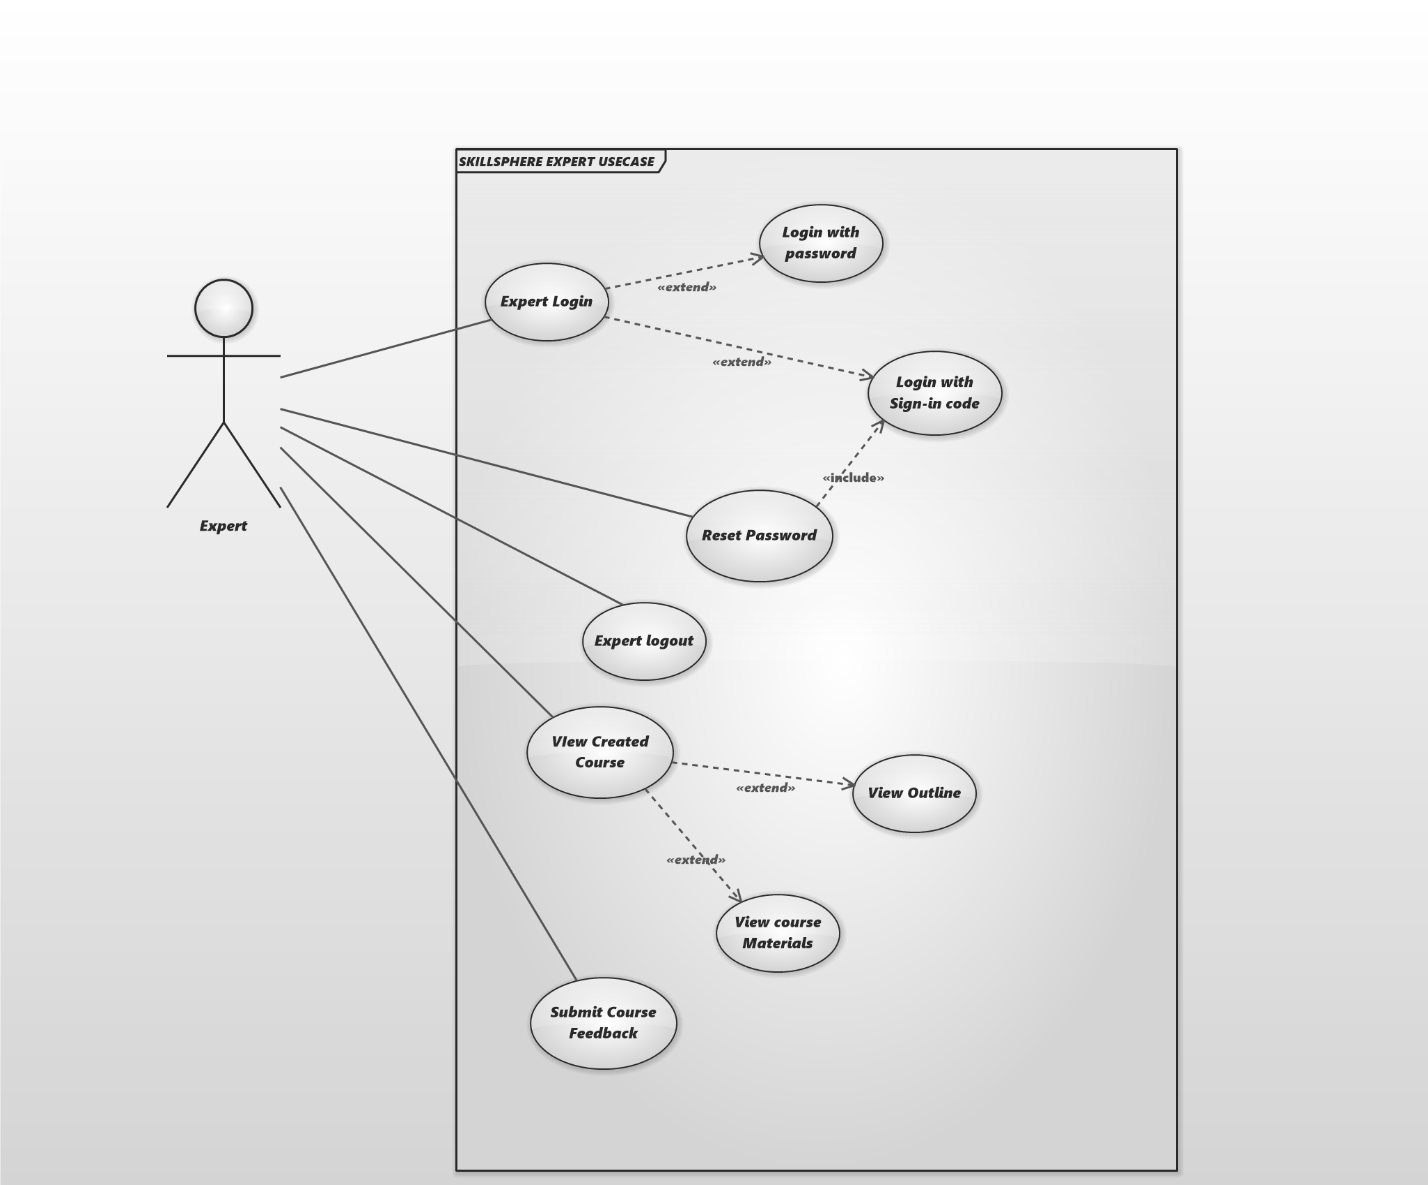 SKILLSPHERE EXPERT USECASE
Login with
password
Expert Login
«extend»
«extend»
Login with
Sign-in code
«include»
Expert
Reset Password
Expert logout
VIew Created
Course
«extend»
View Outline
«extend»
View course
Materials
Submit Course
Feedback